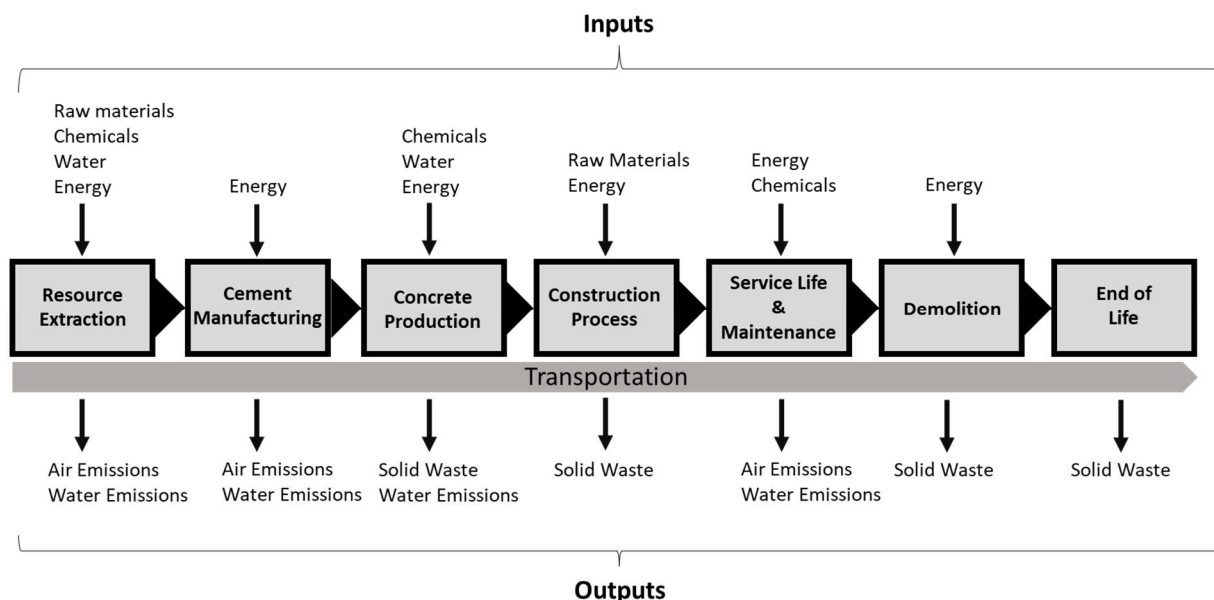 Inputs
Raw materials
Chemicals
Water
Energy
Energy
Chemicals
Water
Energy
Raw Materials
Energy
Energy
Chemicals
Energy
Resource
Extraction
Cement
Manufacturing
Concrete
Production
Construction
Process
Service Life
&
Maintenance
Demolition
End of
Life
Transportation
Air Emissions
Water Emissions
Air Emissions
Water Emissions
Solid Waste
Water Emissions
Solid Waste
Air Emissions
Water Emissions
Solid Waste
Solid Waste
Outputs